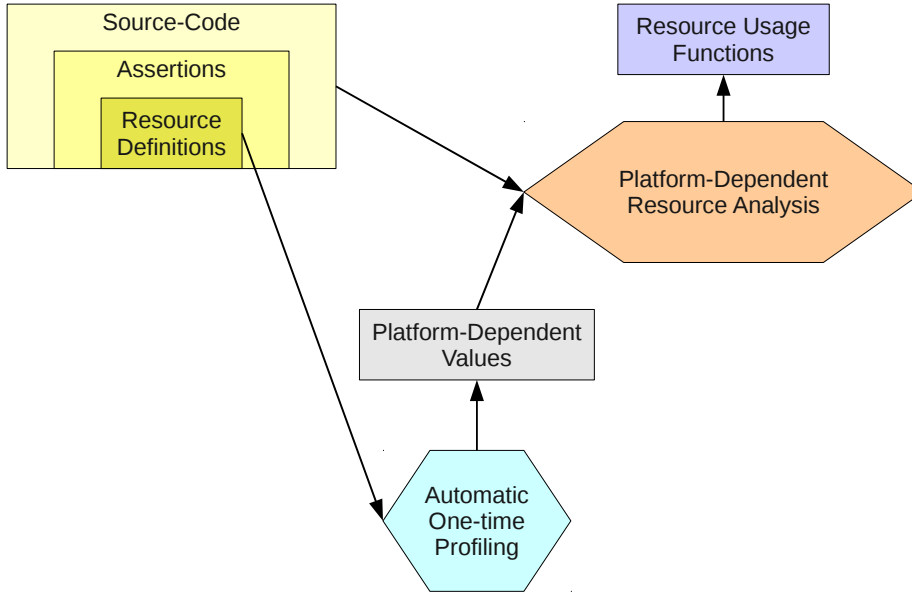 Source-Code
Assertions
Resource
Definitions
Resource Usage
Functions
Platform-Dependent
Resource Analysis
Platform-Dependent
Values
Automatic
One-time
Profiling